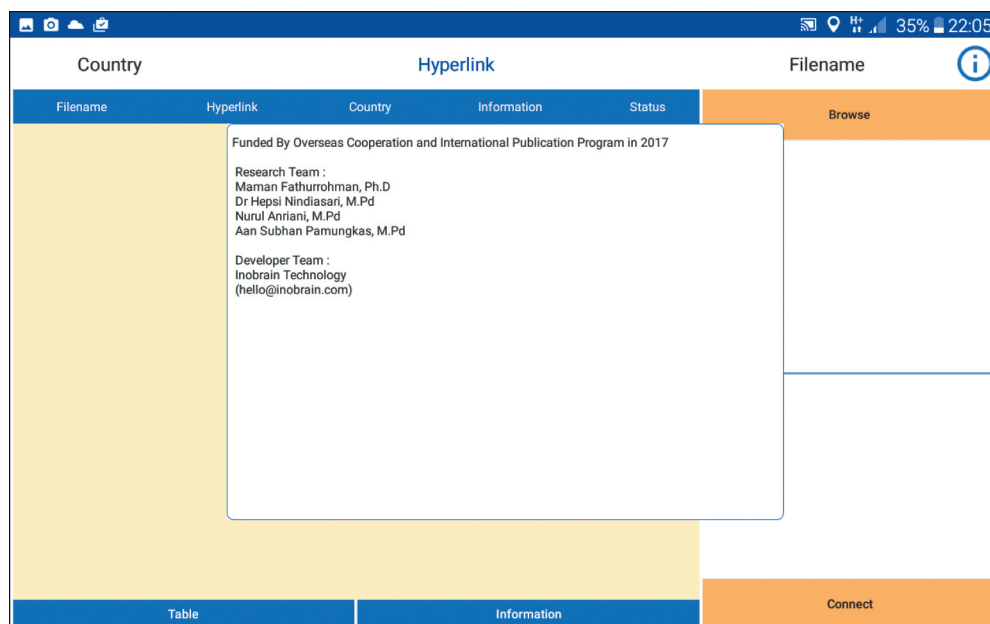 H+ 35% 22:05
Country Hyperlink Filename
Filename Hyperlink Country Information Status
Browse
Funded By Overseas Cooperation and International Publication Program in 2017
Research Team :
Maman Fathurrohman, Ph.D
Dr Hepsi Nindiasari, M.Pd
Nurul Anriani, M.Pd
Aan Subhan Pamungkas, M.Pd
Developer Team :
Inobrain Technology
(hello@inobrain.com)
Table Information
Connect